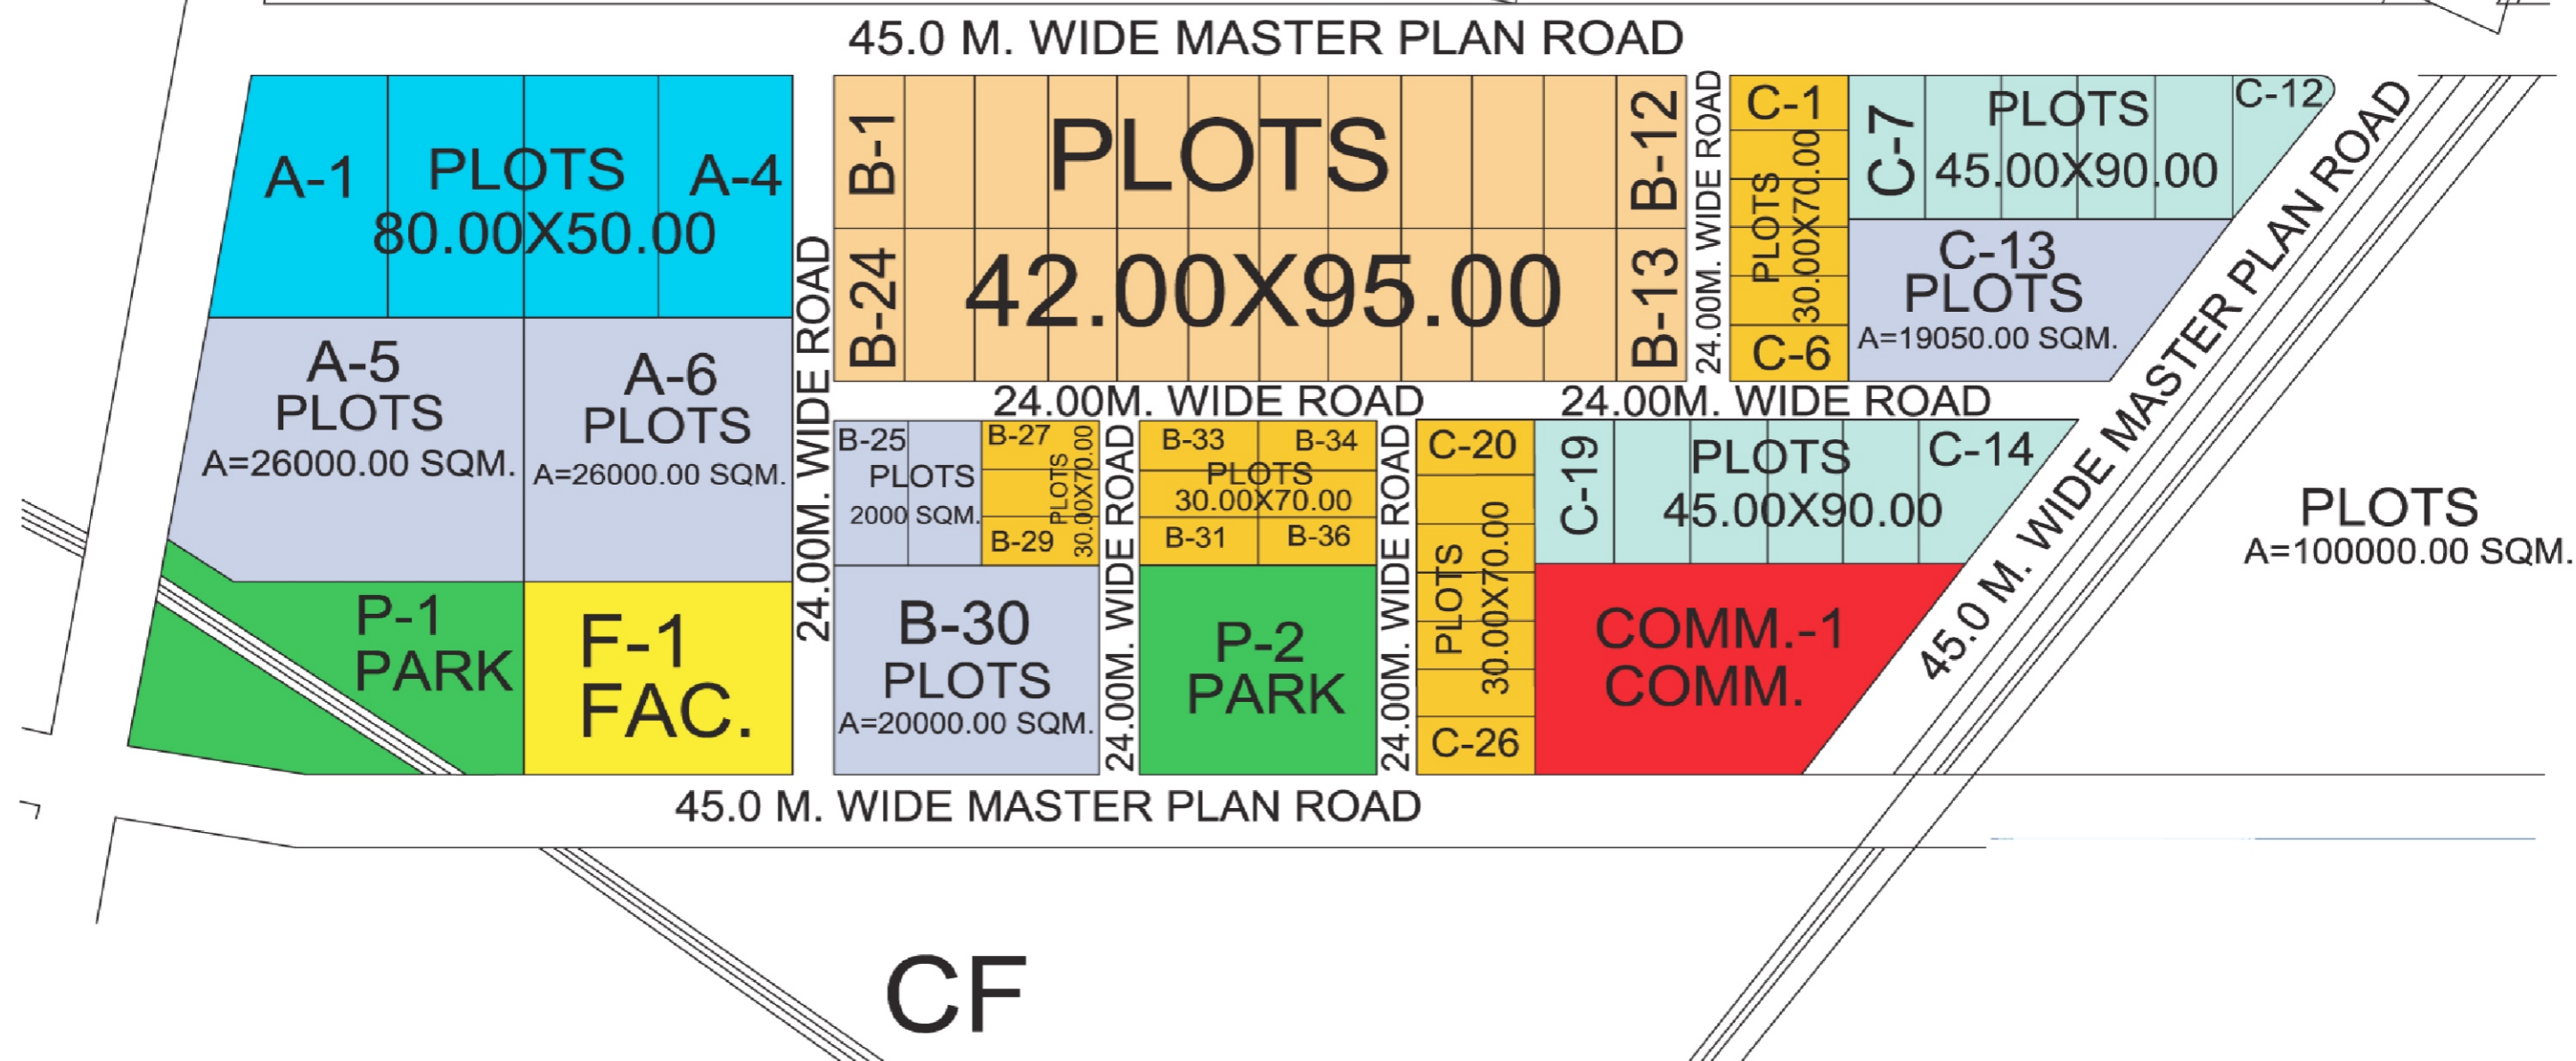 45.0 M. WIDE MASTER PLAN ROAD
A-1
PLOTS
80.00X50.00
A-4
A-5
PLOTS
A=26000.00 SQM.
A-6
PLOTS
A=26000.00 SQM.
P-1
PARK
F-1
FAC.
24.00M. WIDE ROAD
B-1
B-24
PLOTS
42.00X95.00
B-12
B-13
24.00M. WIDE ROAD
C-1
PLOTS
30.00X70.00
C-6
C-7
PLOTS
45.00X90.00
C-12
C-13
PLOTS
A=19050.00 SQM.
24.00M. WIDE ROAD
24.00M. WIDE ROAD
B-25
PLOTS
2000 SQM.
B-27
PLOTS
30.00X70.00
B-29
B-30
PLOTS
A=20000.00 SQM.
24.00M. WIDE ROAD
B-33
B-34
PLOTS
30.00X70.00
B-31
B-36
P-2
PARK
24.00M. WIDE ROAD
C-20
PLOTS
30.00X70.00
C-26
C-19
PLOTS
45.00X90.00
C-14
COMM.-1
COMM.
45.0 M. WIDE MASTER PLAN ROAD
PLOTS
A=100000.00 SQM.
45.0 M. WIDE MASTER PLAN ROAD
CF